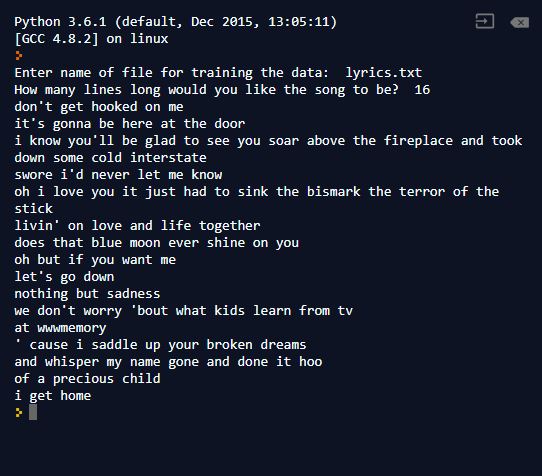 Python 3.6.1 (default, Dec 2015, 13:05:11)
[GCC 4.8.2] on linux
Enter name of file for training the data:  lyrics.txt
How many lines long would you like the song to be?  16
don't get hooked on me
it's gonna be here at the door
i know you'll be glad to see you soar above the fireplace and took
down some cold interstate
swore i'd never let me know
oh i love you it just had to sink the bismark the terror of the
stick
livin' on love and life together
does that blue moon ever shine on you
oh but if you want me
let's go down
nothing but sadness
we don't worry 'bout what kids learn from tv
at wwwmemory
' cause i saddle up your broken dreams
and whisper my name gone and done it hoo
of a precious child
i get home